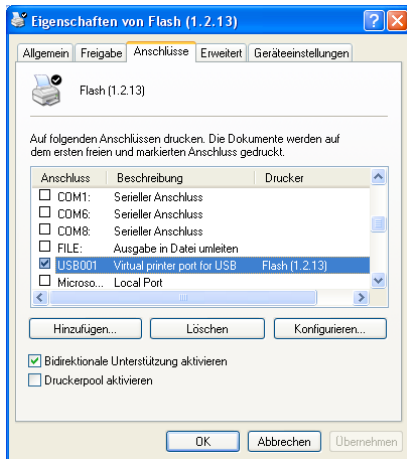 Eigenschaften von Flash (1.2.13)
Allgemein Freigabe Anschlüsse Erweitert Geräteeinstellungen
Flash (1.2.13)
Auf folgenden Anschlüssen drucken. Die Dokumente werden auf
dem ersten freien und markierten Anschluss gedruckt.
Anschluss Beschreibung Drucker
COM1: Serieller Anschluss
COM6: Serieller Anschluss
COM8: Serieller Anschluss
FILE: Ausgabe in Datei umleiten
USB001 Virtual printer port for USB Flash (1.2.13)
Microso... Local Port
Hinzufügen... Löschen Konfigurieren...
Bidirektionale Unterstützung aktivieren
Druckerpool aktivieren
OK Abbrechen Übernehmen